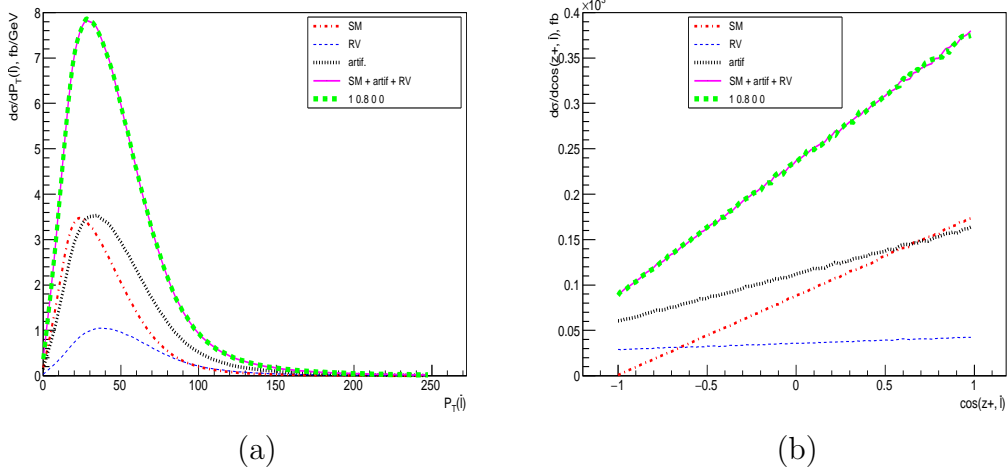 dσ/dP_T(Í), fb/GeV
8
7
6
5
4
3
2
1
0
0 50 100 150 200 250
P_T(Í)
SM
RV
artif.
SM + artif + RV
1 0.8 0 0
(a)
dσ/dcos(z+, Í), fb
0.4
0.35
0.3
0.25
0.2
0.15
0.1
0.05
0
−1 −0.5 0 0.5 1
cos(z+, Í)
SM
RV
artif.
SM + artif + RV
1 0.8 0 0
(b)